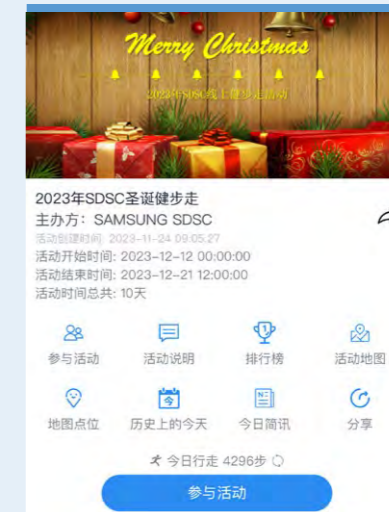 Merry Christmas
2023年SDSC线上健步走活动
2023年SDSC圣诞健步走
主办方: SAMSUNG SDSC
活动创建时间: 2023-11-24 09:05:27
活动开始时间: 2023-12-12 00:00:00
活动结束时间: 2023-12-21 12:00:00
活动时间总共: 10天
参与活动 活动说明 排行榜 活动地图
地图点位 历史上的今天 今日简讯 分享
今日行走 4296步
参与活动